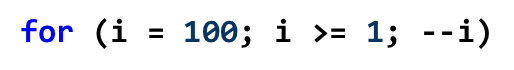 for (i = 100; i >= 1; --i)